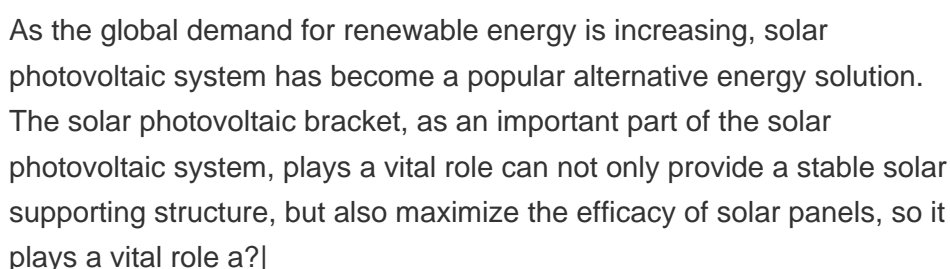 As the global demand for renewable energy is increasing, solar
photovoltaic system has become a popular alternative energy solution.
The solar photovoltaic bracket, as an important part of the solar
photovoltaic system, plays a vital role can not only provide a stable solar
supporting structure, but also maximize the efficacy of solar panels, so it
plays a vital role a?|